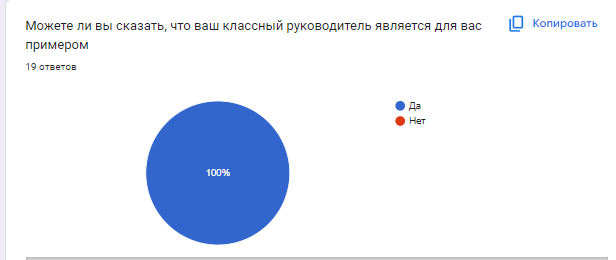 Можете ли вы сказать, что ваш классный руководитель является для вас
примером
Копировать
19 ответов
Да
Нет
100%